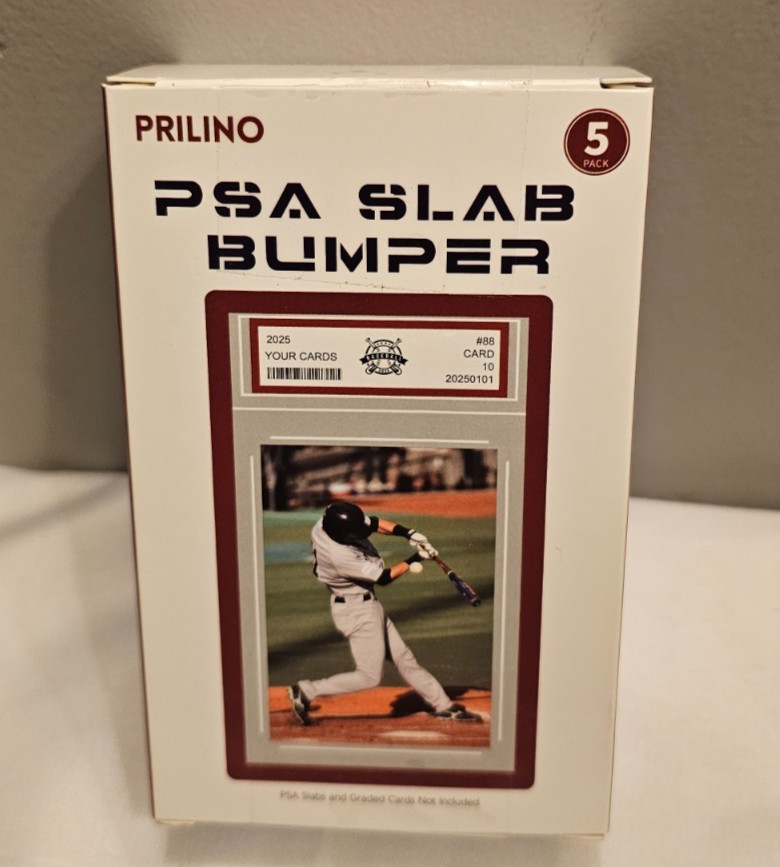 PRILINO
5
PACK
PSA SLAB
BUMPER
2025
YOUR CARDS
BASEBALL
#88
CARD
10
20250101
PSA Slabs and Graded Cards Not Included